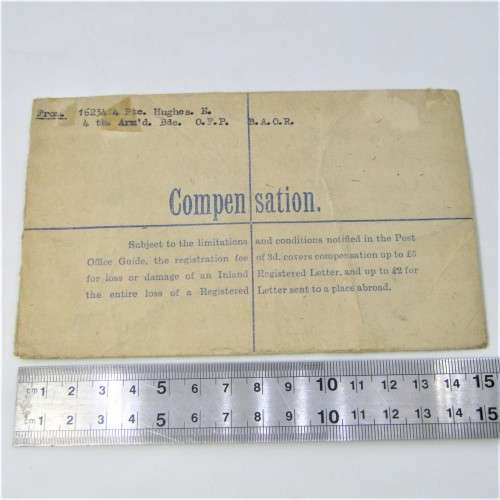 From. 1623474 Pte. Hughes. E.
4 th. Arm'd. Bde. O.F.P. B.A.O.R.
Compensation.
Subject to the limitations and conditions notified in the Post
Office Guide, the registration fee of 3d. covers compensation up to £5
for loss or damage of an Inland Registered Letter, and up to £2 for
the entire loss of a Registered Letter sent to a place abroad.
cm 1 2 3 4 5 6 7 8 9 10 11 12 13 14 15
cm 1 2 3 4 5 6 7 8 9 10 11 12 13 14 15